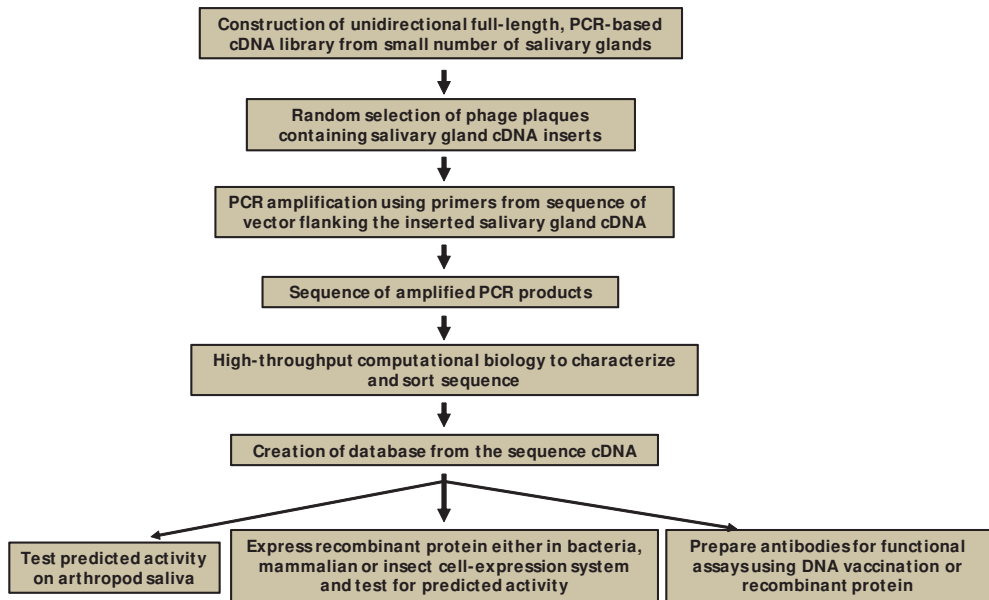 Construction of unidirectional full-length, PCR-based
cDNA library from small number of salivary glands
Random selection of phage plaques
containing salivary gland cDNA inserts
PCR amplification using primers from sequence of
vector flanking the inserted salivary gland cDNA
Sequence of amplified PCR products
High-throughput computational biology to characterize
and sort sequence
Creation of database from the sequence cDNA
Test predicted activity
on arthropod saliva
Express recombinant protein either in bacteria,
mammalian or insect cell-expression system
and test for predicted activity
Prepare antibodies for functional
assays using DNA vaccination or
recombinant protein